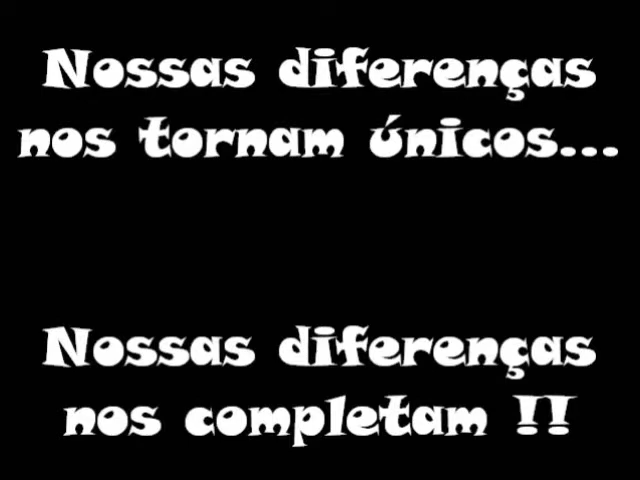 Nossas diferenças
nos tornam únicos...
Nossas diferenças
nos completam !!